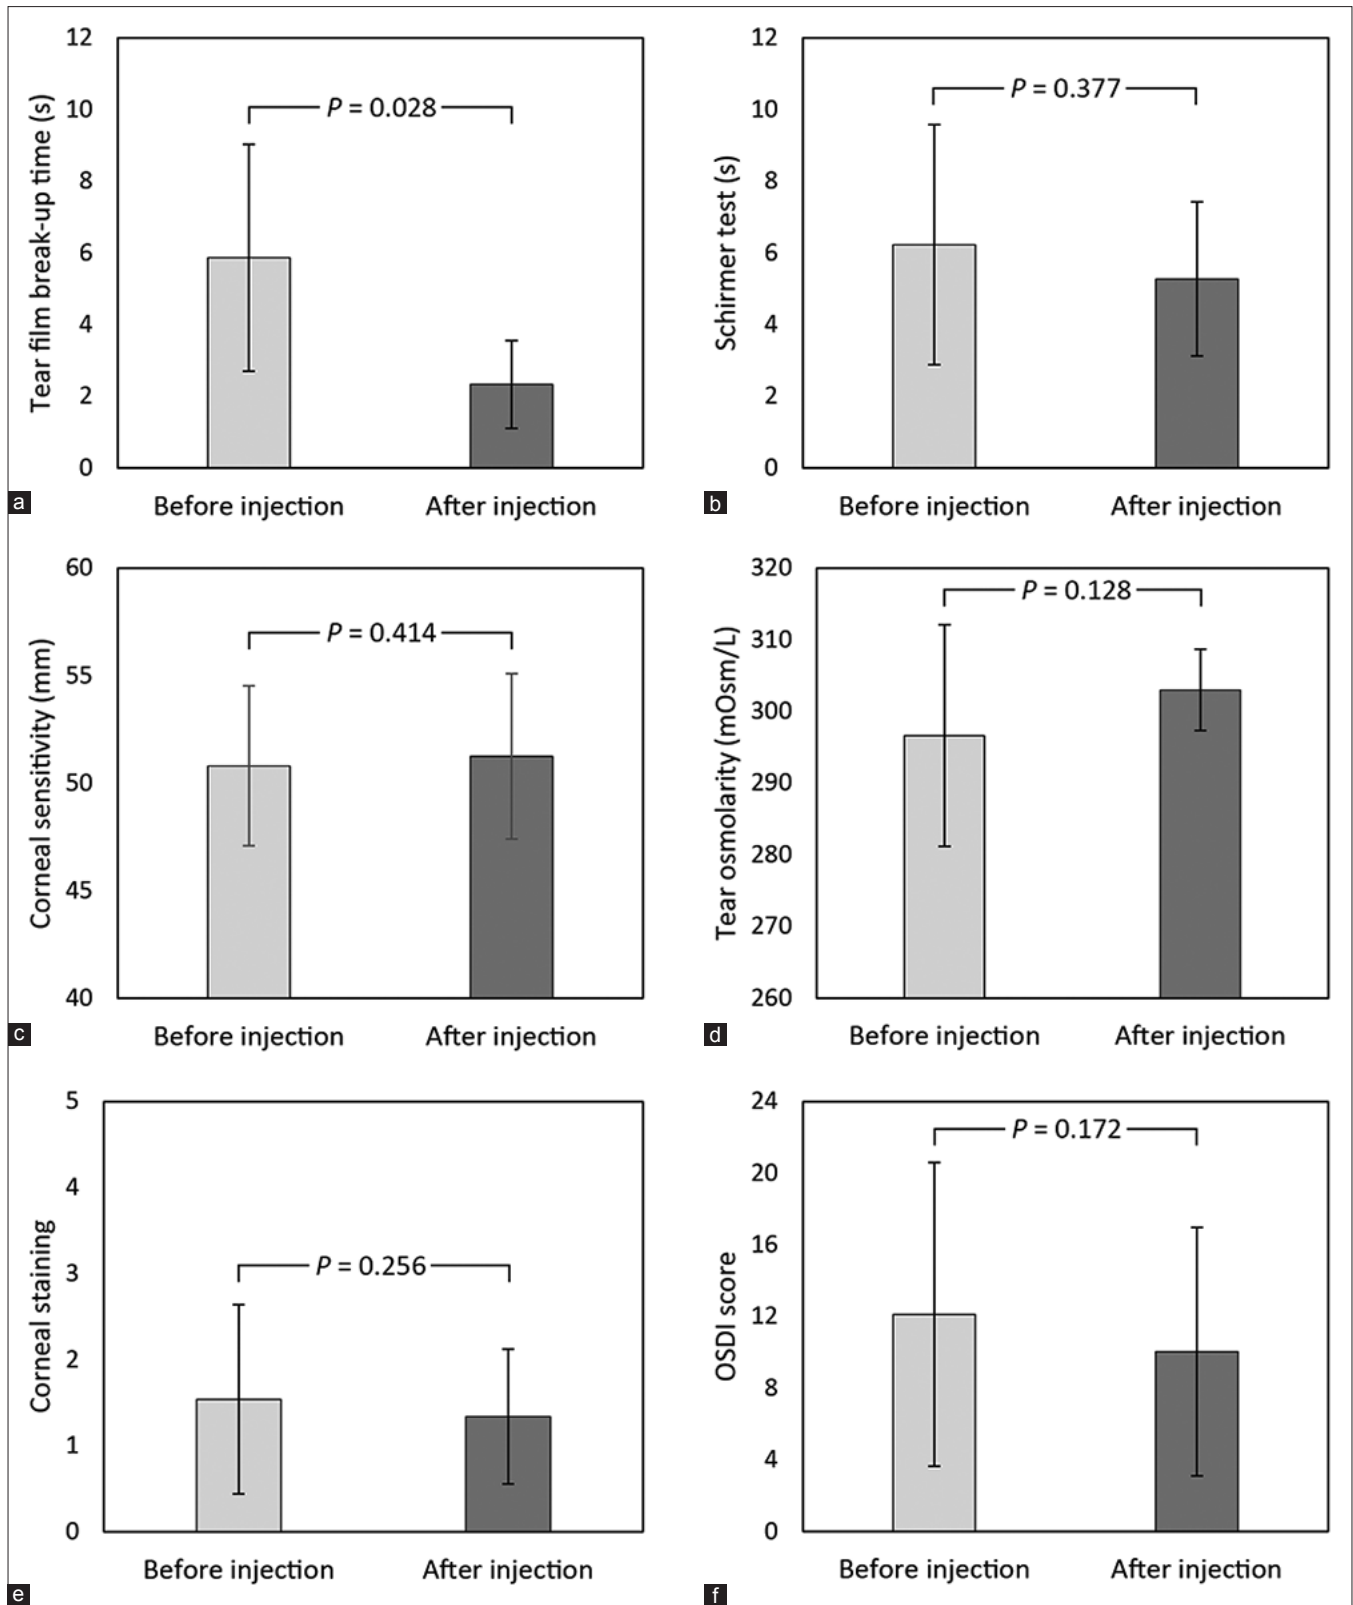 Tear film break-up time (s)
12
10
8
6
4
2
0
P = 0.028
Before injection
After injection
a
Schirmer test (s)
12
10
8
6
4
2
0
P = 0.377
Before injection
After injection
b
Corneal sensitivity (mm)
60
55
50
45
40
P = 0.414
Before injection
After injection
c
Tear osmolarity (mOsm/L)
320
310
300
290
280
270
260
P = 0.128
Before injection
After injection
d
Corneal staining
5
4
3
2
1
0
P = 0.256
Before injection
After injection
e
OSDI score
24
20
16
12
8
4
0
P = 0.172
Before injection
After injection
f